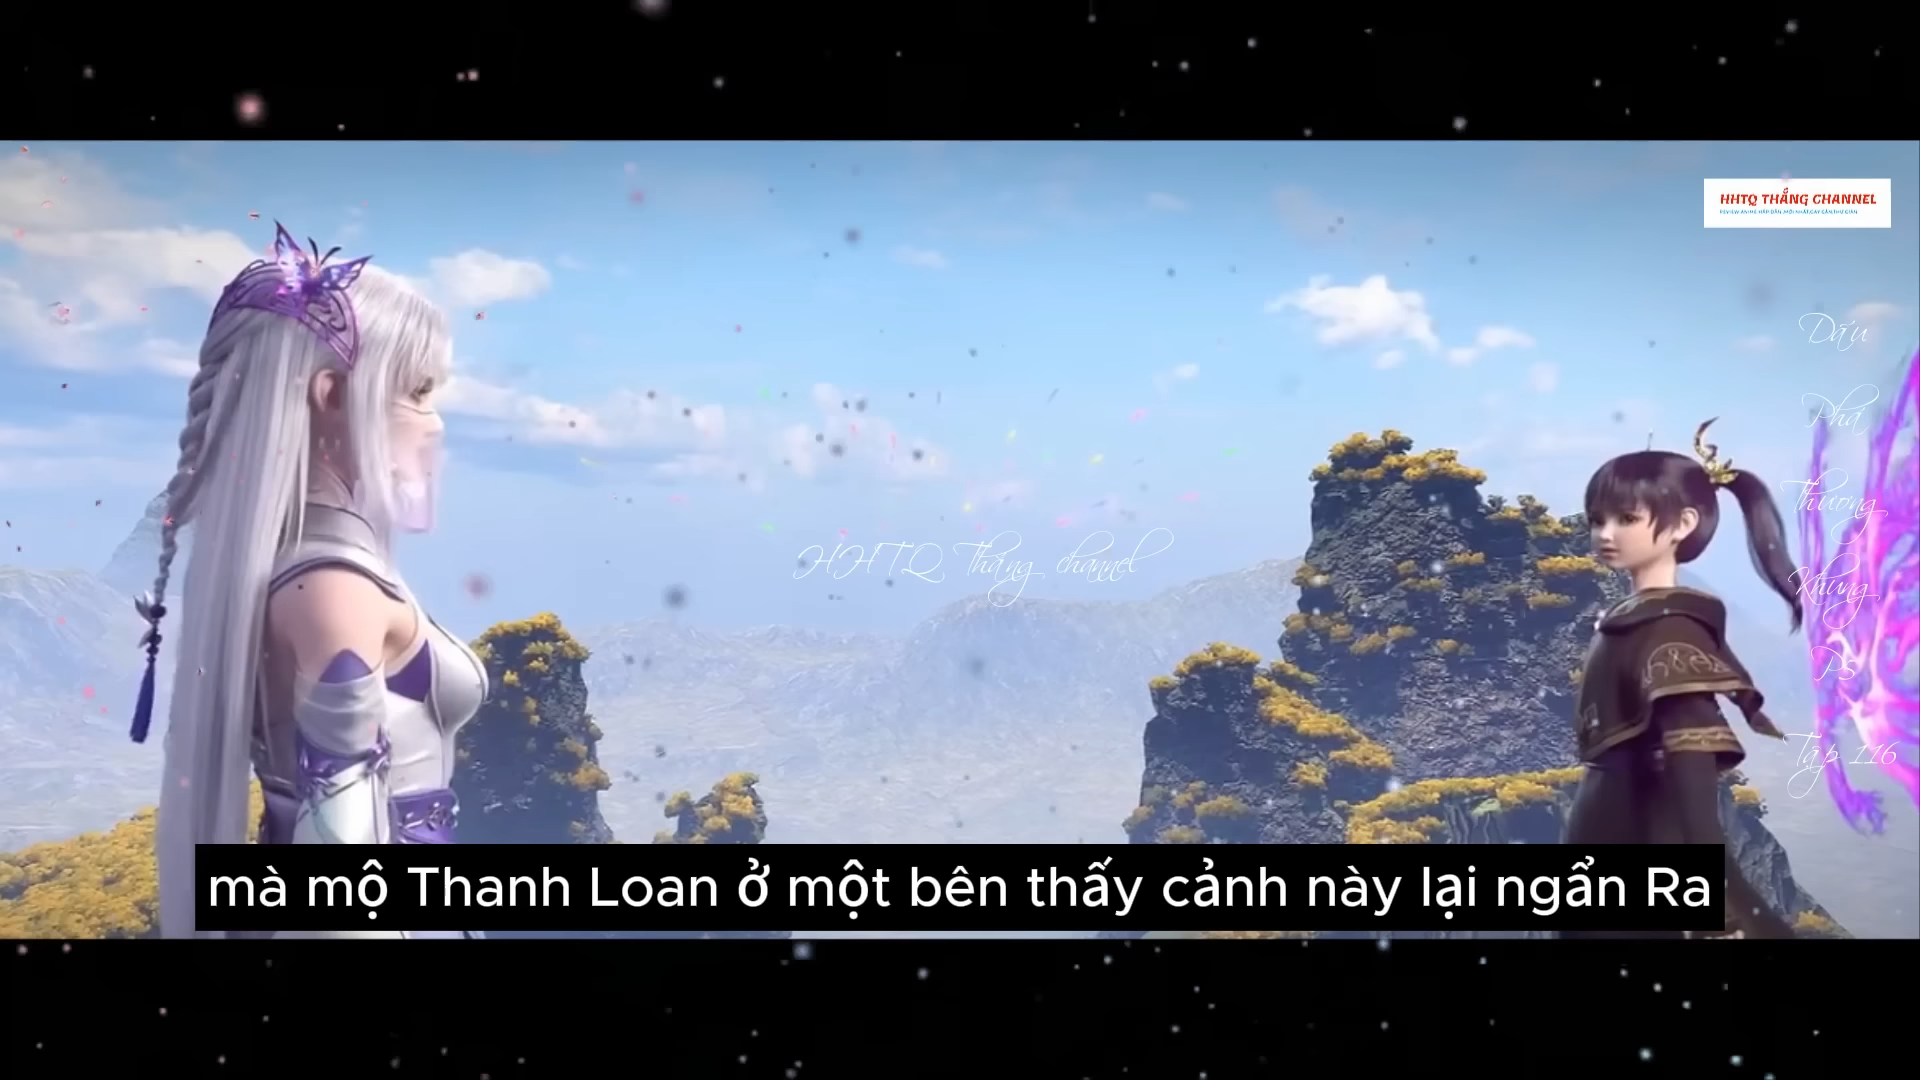 HHTQ THẮNG CHANNEL
Dấu
Phá
Thương
Khung
P5
Tập 116
HHTQ Thắng channel
mà mộ Thanh Loan ở một bên thấy cảnh này lại ngẩn Ra